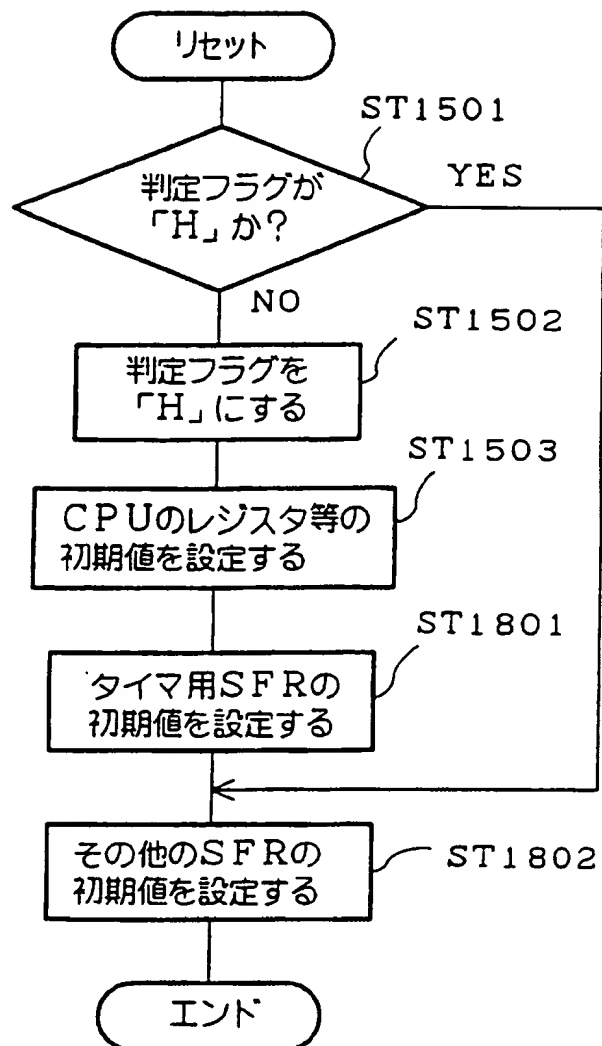 リセット
ST1501
判定フラグが
「H」か?
YES
NO
ST1502
判定フラグを
「H」にする
ST1503
CPUのレジスタ等の
初期値を設定する
ST1801
タイマ用SFRの
初期値を設定する
その他のSFRの
初期値を設定する
ST1802
エンド